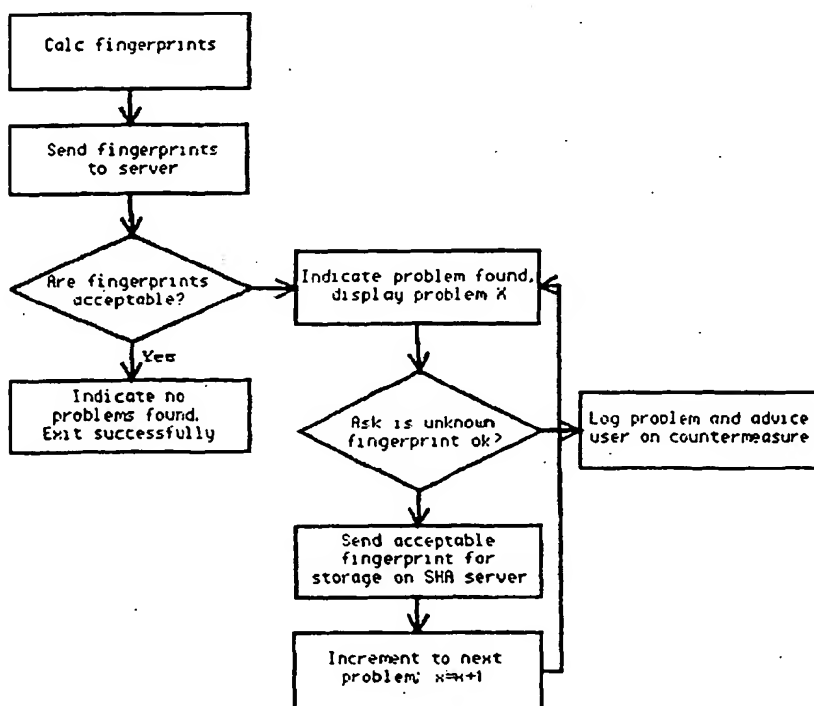 Calc fingerprints
Send fingerprints
to server
Are fingerprints
acceptable?
Yes
Indicate no
problems found.
Exit successfully
Indicate problem found,
display problem X
Ask is unknown
fingerprint ok?
Log problem and advice
user on countermeasure
Send acceptable
fingerprint for
storage on SHA server
Increment to next
problem; x=x+1